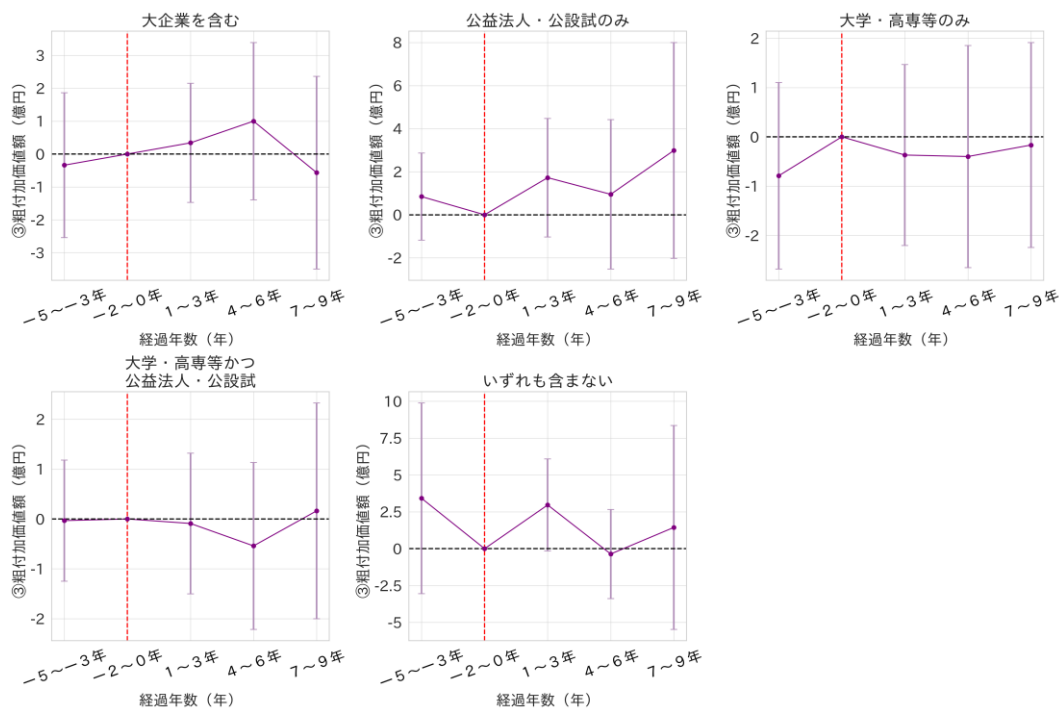 大企業を含む
③粗付加価値額（億円）
3
2
1
0
-1
-2
-3
－5～－3年
－2～0年
1～3年
4～6年
7～9年
経過年数（年）
公益法人・公設試のみ
③粗付加価値額（億円）
8
6
4
2
0
-2
－5～－3年
－2～0年
1～3年
4～6年
7～9年
経過年数（年）
大学・高専等のみ
③粗付加価値額（億円）
2
1
0
-1
-2
－5～－3年
－2～0年
1～3年
4～6年
7～9年
経過年数（年）
大学・高専等かつ
公益法人・公設試
③粗付加価値額（億円）
2
1
0
-1
-2
－5～－3年
－2～0年
1～3年
4～6年
7～9年
経過年数（年）
いずれも含まない
③粗付加価値額（億円）
10
7.5
5
2.5
0
-2.5
-5
－5～－3年
－2～0年
1～3年
4～6年
7～9年
経過年数（年）